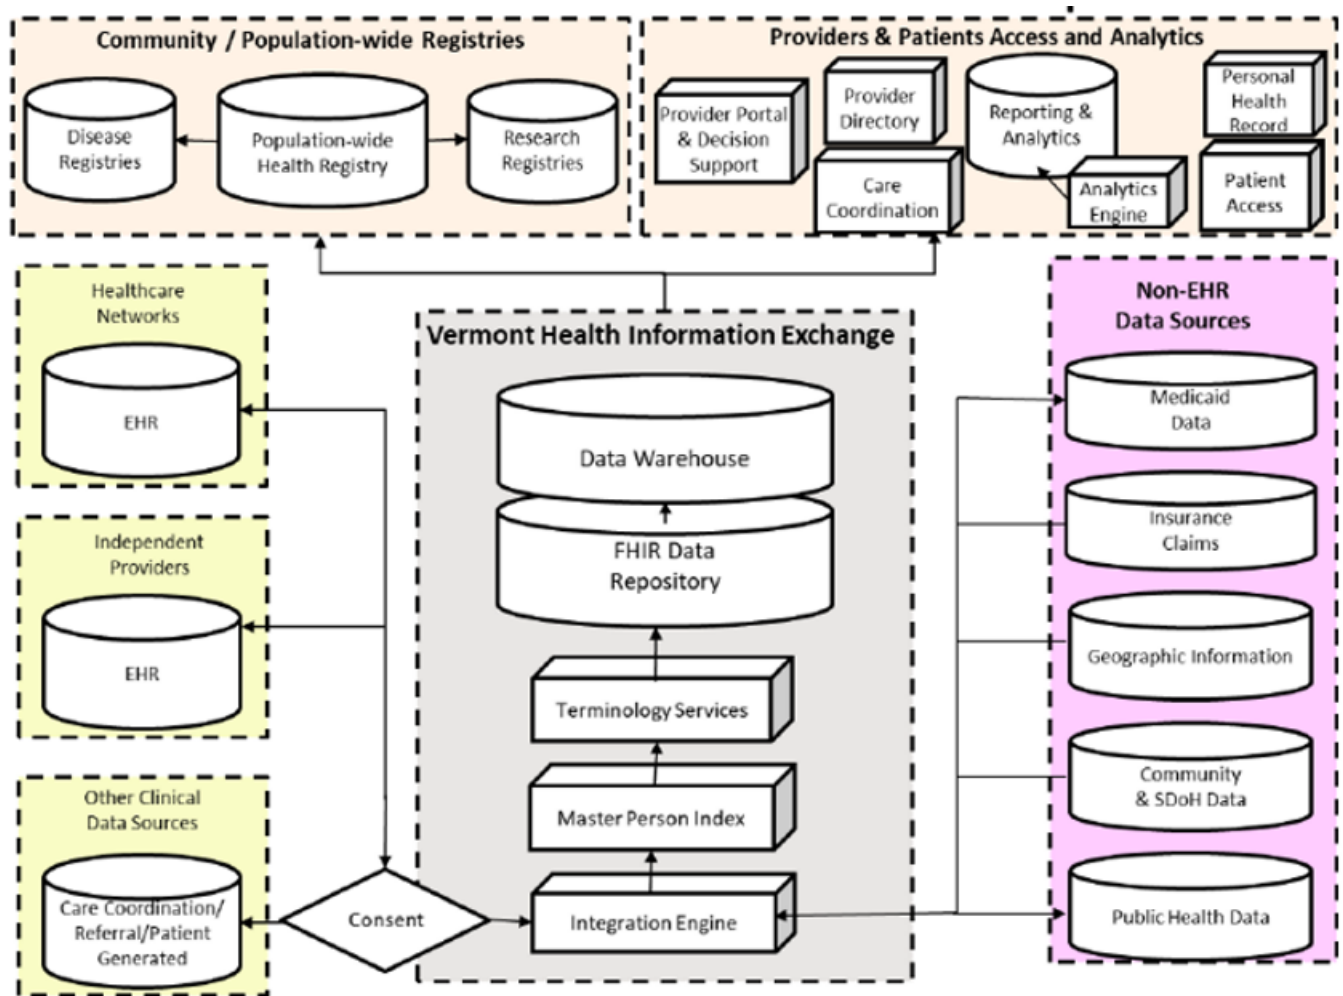 Community / Population-wide Registries
Disease
Registries
Population-wide
Health Registry
Research
Registries
Providers & Patients Access and Analytics
Provider Portal
& Decision
Support
Provider
Directory
Care
Coordination
Reporting &
Analytics
Analytics
Engine
Personal
Health
Record
Patient
Access
Healthcare
Networks
EHR
Independent
Providers
EHR
Other Clinical
Data Sources
Care Coordination/
Referral/Patient
Generated
Consent
Vermont Health Information Exchange
Data Warehouse
FHIR Data
Repository
Terminology Services
Master Person Index
Integration Engine
Non-EHR
Data Sources
Medicaid
Data
Insurance
Claims
Geographic Information
Community
& SDoH Data
Public Health Data